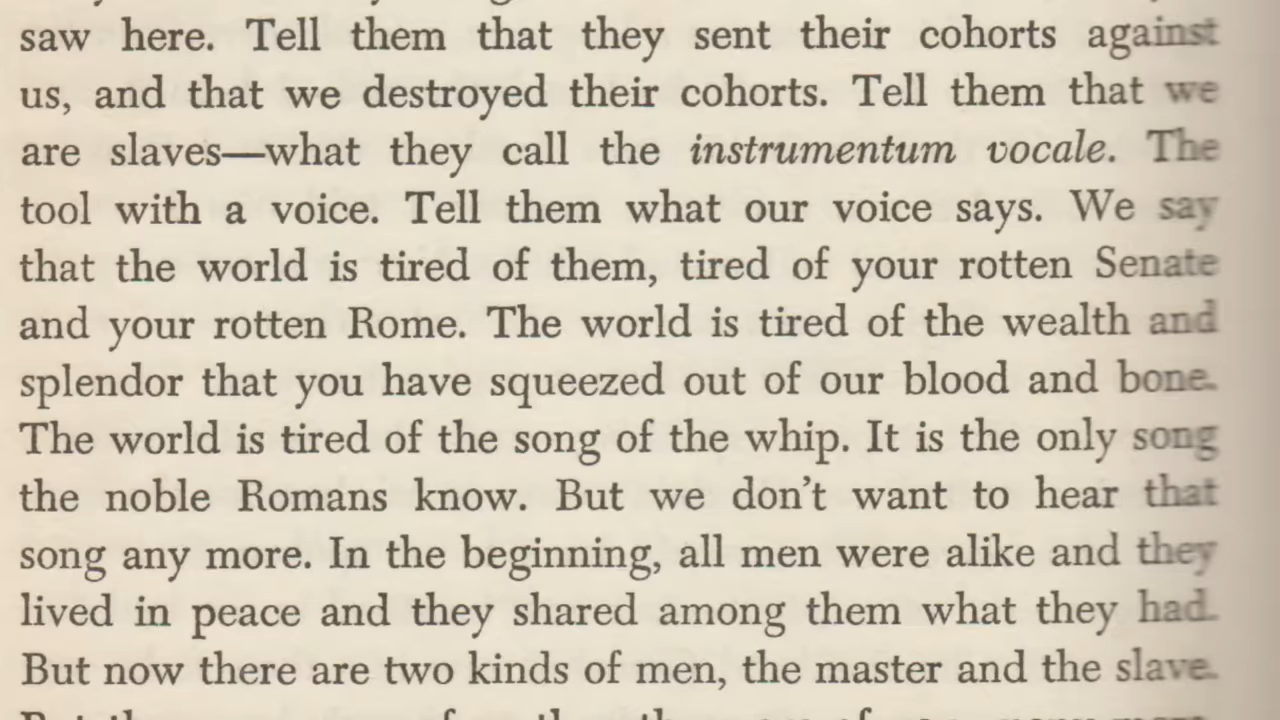 saw here. Tell them that they sent their cohorts against
us, and that we destroyed their cohorts. Tell them that we
are slaves—what they call the instrumentum vocale. The
tool with a voice. Tell them what our voice says. We say
that the world is tired of them, tired of your rotten Senate
and your rotten Rome. The world is tired of the wealth and
splendor that you have squeezed out of our blood and bone.
The world is tired of the song of the whip. It is the only song
the noble Romans know. But we don't want to hear that
song any more. In the beginning, all men were alike and they
lived in peace and they shared among them what they had.
But now there are two kinds of men, the master and the slave.